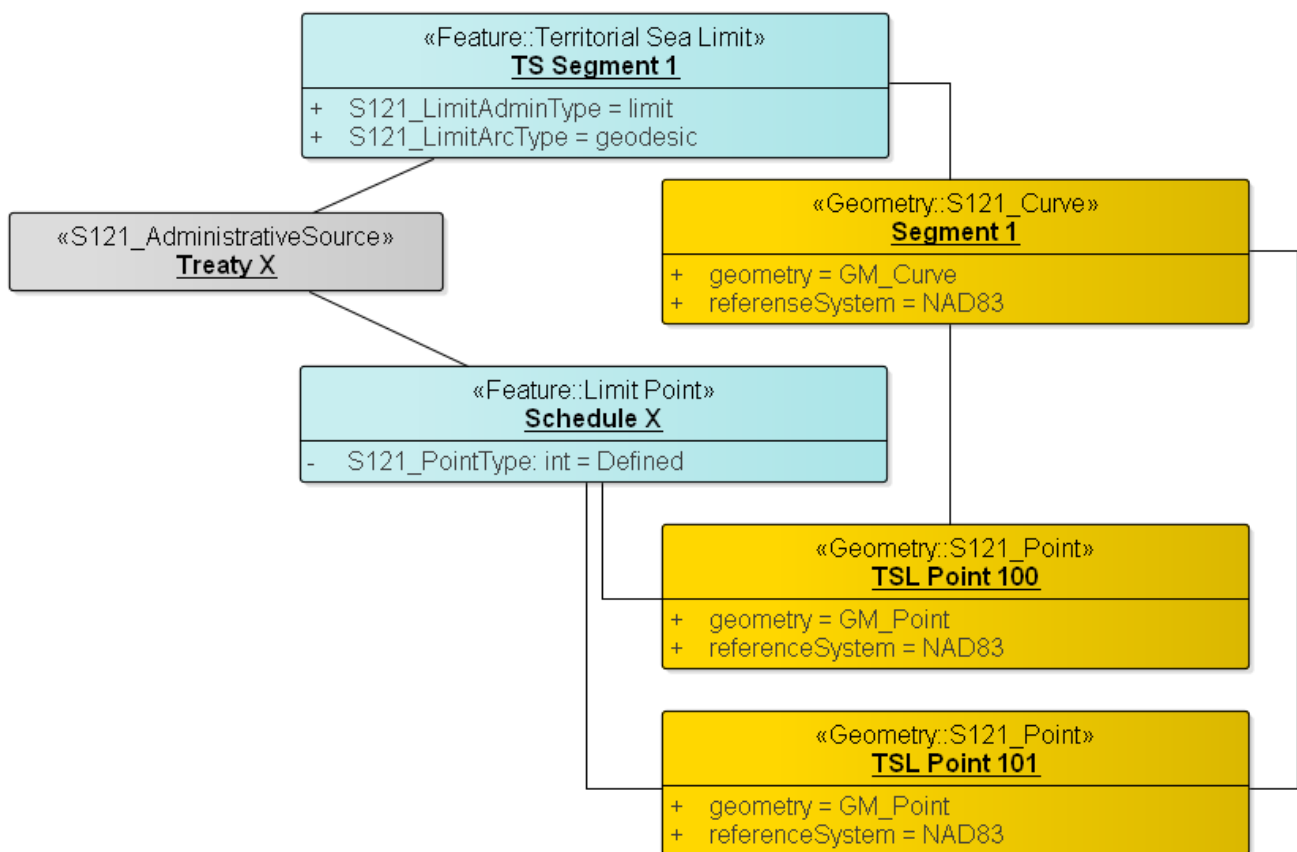 «Feature::Territorial Sea Limit»
TS Segment 1
+ S121_LimitAdminType = limit
+ S121_LimitArcType = geodesic
«S121_AdministrativeSource»
Treaty X
«Geometry::S121_Curve»
Segment 1
+ geometry = GM_Curve
+ referenseSystem = NAD83
«Feature::Limit Point»
Schedule X
- S121_PointType: int = Defined
«Geometry::S121_Point»
TSL Point 100
+ geometry = GM_Point
+ referenceSystem = NAD83
«Geometry::S121_Point»
TSL Point 101
+ geometry = GM_Point
+ referenceSystem = NAD83